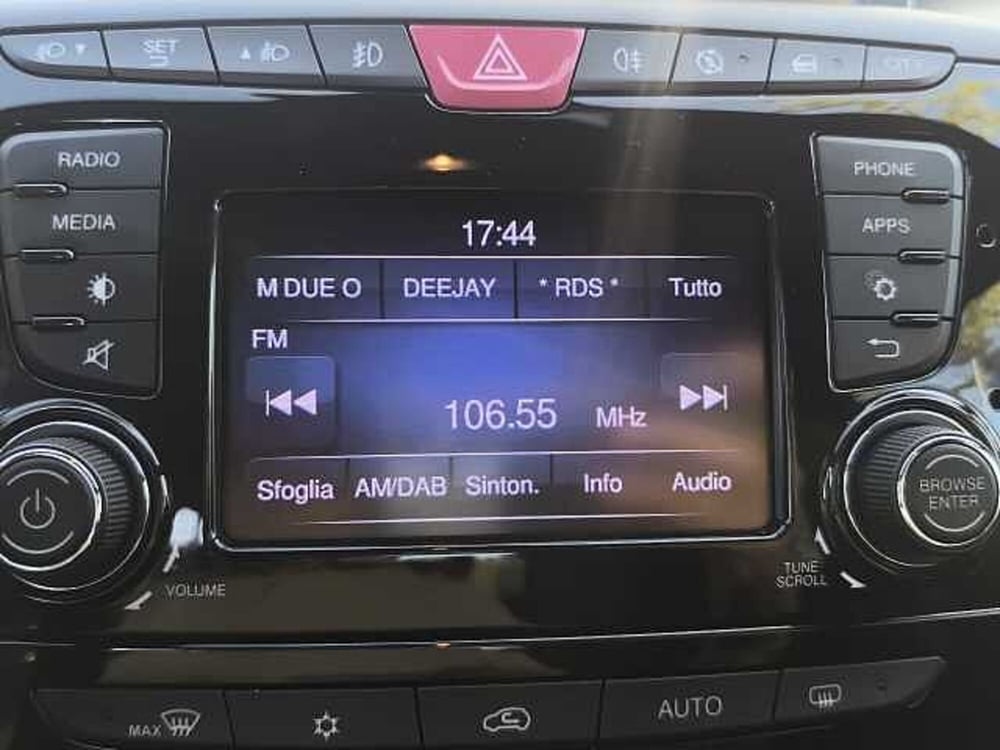 SET
RADIO
PHONE
MEDIA
APPS
17:44
M DUE O DEEJAY * RDS * Tutto
FM
106.55 MHz
Sfoglia AM/DAB Sinton. Info Audio
BROWSE
ENTER
VOLUME
TUNE
SCROLL
MAX
AUTO